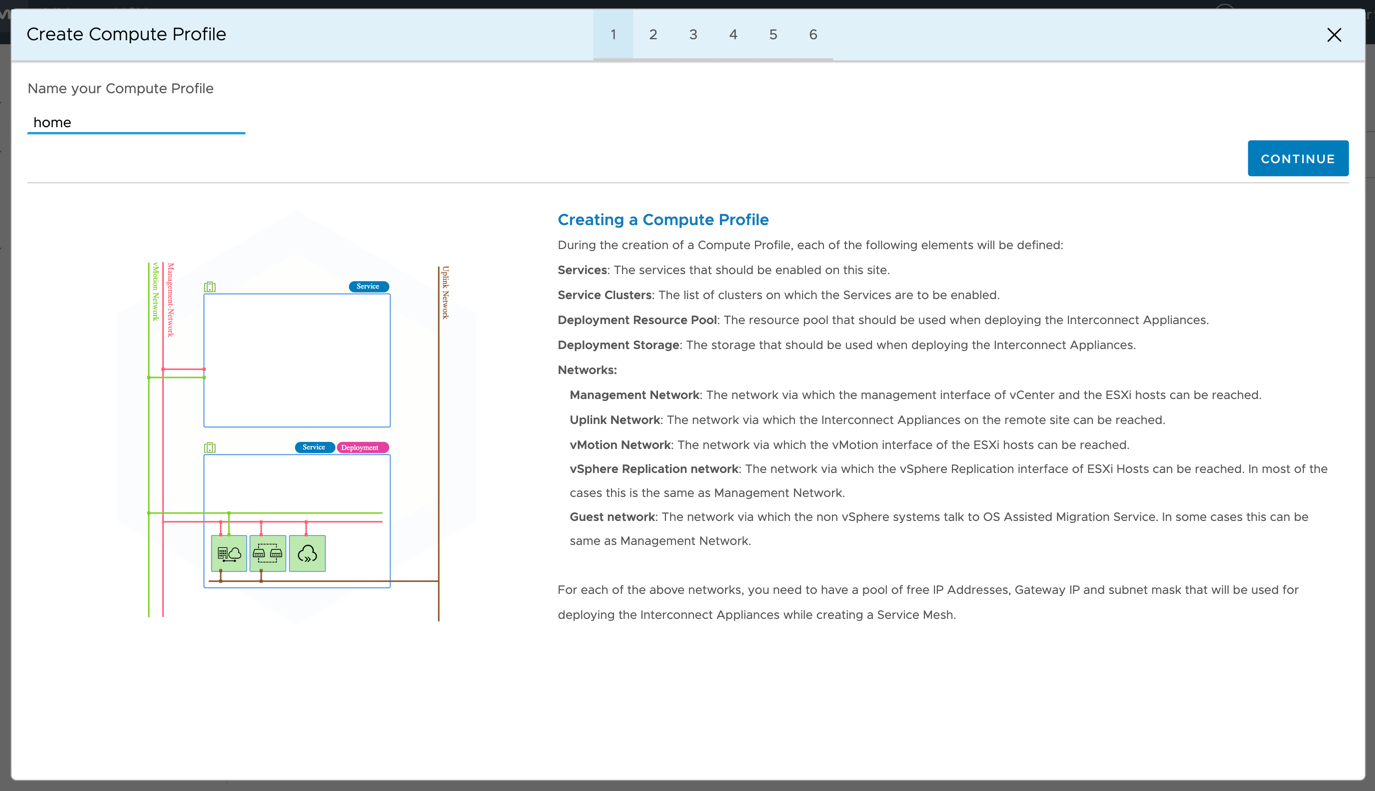 Create Compute Profile
1 2 3 4 5 6
Name your Compute Profile
home
CONTINUE
vMotion Network
Management-Network
Service
Uplink Network
Service Deployment
Creating a Compute Profile
During the creation of a Compute Profile, each of the following elements will be defined:
Services: The services that should be enabled on this site.
Service Clusters: The list of clusters on which the Services are to be enabled.
Deployment Resource Pool: The resource pool that should be used when deploying the Interconnect Appliances.
Deployment Storage: The storage that should be used when deploying the Interconnect Appliances.
Networks:
Management Network: The network via which the management interface of vCenter and the ESXi hosts can be reached.
Uplink Network: The network via which the Interconnect Appliances on the remote site can be reached.
vMotion Network: The network via which the vMotion interface of the ESXi hosts can be reached.
vSphere Replication network: The network via which the vSphere Replication interface of ESXi Hosts can be reached. In most of the
cases this is the same as Management Network.
Guest network: The network via which the non vSphere systems talk to OS Assisted Migration Service. In some cases this can be
same as Management Network.
For each of the above networks, you need to have a pool of free IP Addresses, Gateway IP and subnet mask that will be used for
deploying the Interconnect Appliances while creating a Service Mesh.